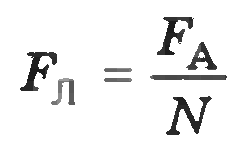 F_Л = F_А / N